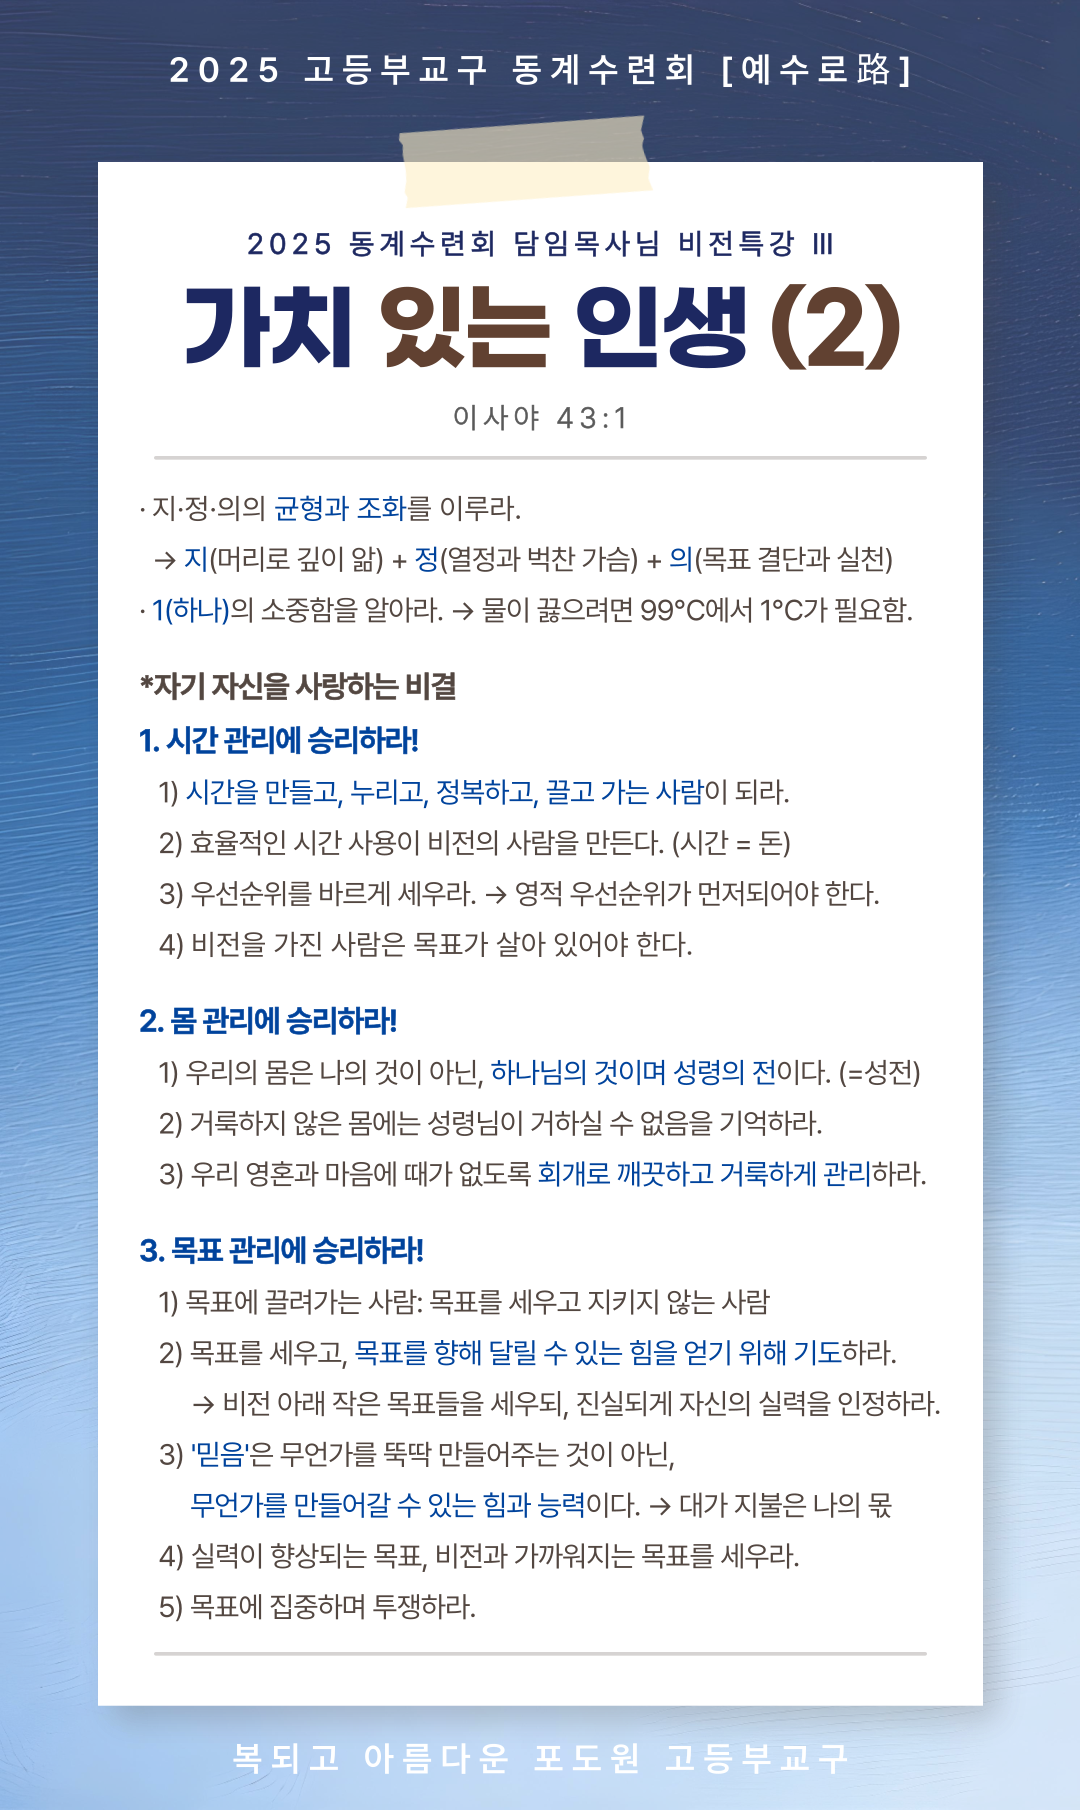 2025 고등부교구 동계수련회 [예수로路]
2025 동계수련회 담임목사님 비전특강 Ⅲ
가치 있는 인생 (2)
이사야 43:1
· 지·정·의의 균형과 조화를 이루라.
→ 지(머리로 깊이 앎) + 정(열정과 벅찬 가슴) + 의(목표 결단과 실천)
· 1(하나)의 소중함을 알아라. → 물이 끓으려면 99°C에서 1°C가 필요함.
*자기 자신을 사랑하는 비결
1. 시간 관리에 승리하라!
1) 시간을 만들고, 누리고, 정복하고, 끌고 가는 사람이 되라.
2) 효율적인 시간 사용이 비전의 사람을 만든다. (시간 = 돈)
3) 우선순위를 바르게 세우라. → 영적 우선순위가 먼저되어야 한다.
4) 비전을 가진 사람은 목표가 살아 있어야 한다.
2. 몸 관리에 승리하라!
1) 우리의 몸은 나의 것이 아닌, 하나님의 것이며 성령의 전이다. (=성전)
2) 거룩하지 않은 몸에는 성령님이 거하실 수 없음을 기억하라.
3) 우리 영혼과 마음에 때가 없도록 회개로 깨끗하고 거룩하게 관리하라.
3. 목표 관리에 승리하라!
1) 목표에 끌려가는 사람: 목표를 세우고 지키지 않는 사람
2) 목표를 세우고, 목표를 향해 달릴 수 있는 힘을 얻기 위해 기도하라.
→ 비전 아래 작은 목표들을 세우되, 진실되게 자신의 실력을 인정하라.
3) '믿음'은 무언가를 뚝딱 만들어주는 것이 아닌,
무언가를 만들어갈 수 있는 힘과 능력이다. → 대가 지불은 나의 몫
4) 실력이 향상되는 목표, 비전과 가까워지는 목표를 세우라.
5) 목표에 집중하며 투쟁하라.
복되고 아름다운 포도원 고등부교구